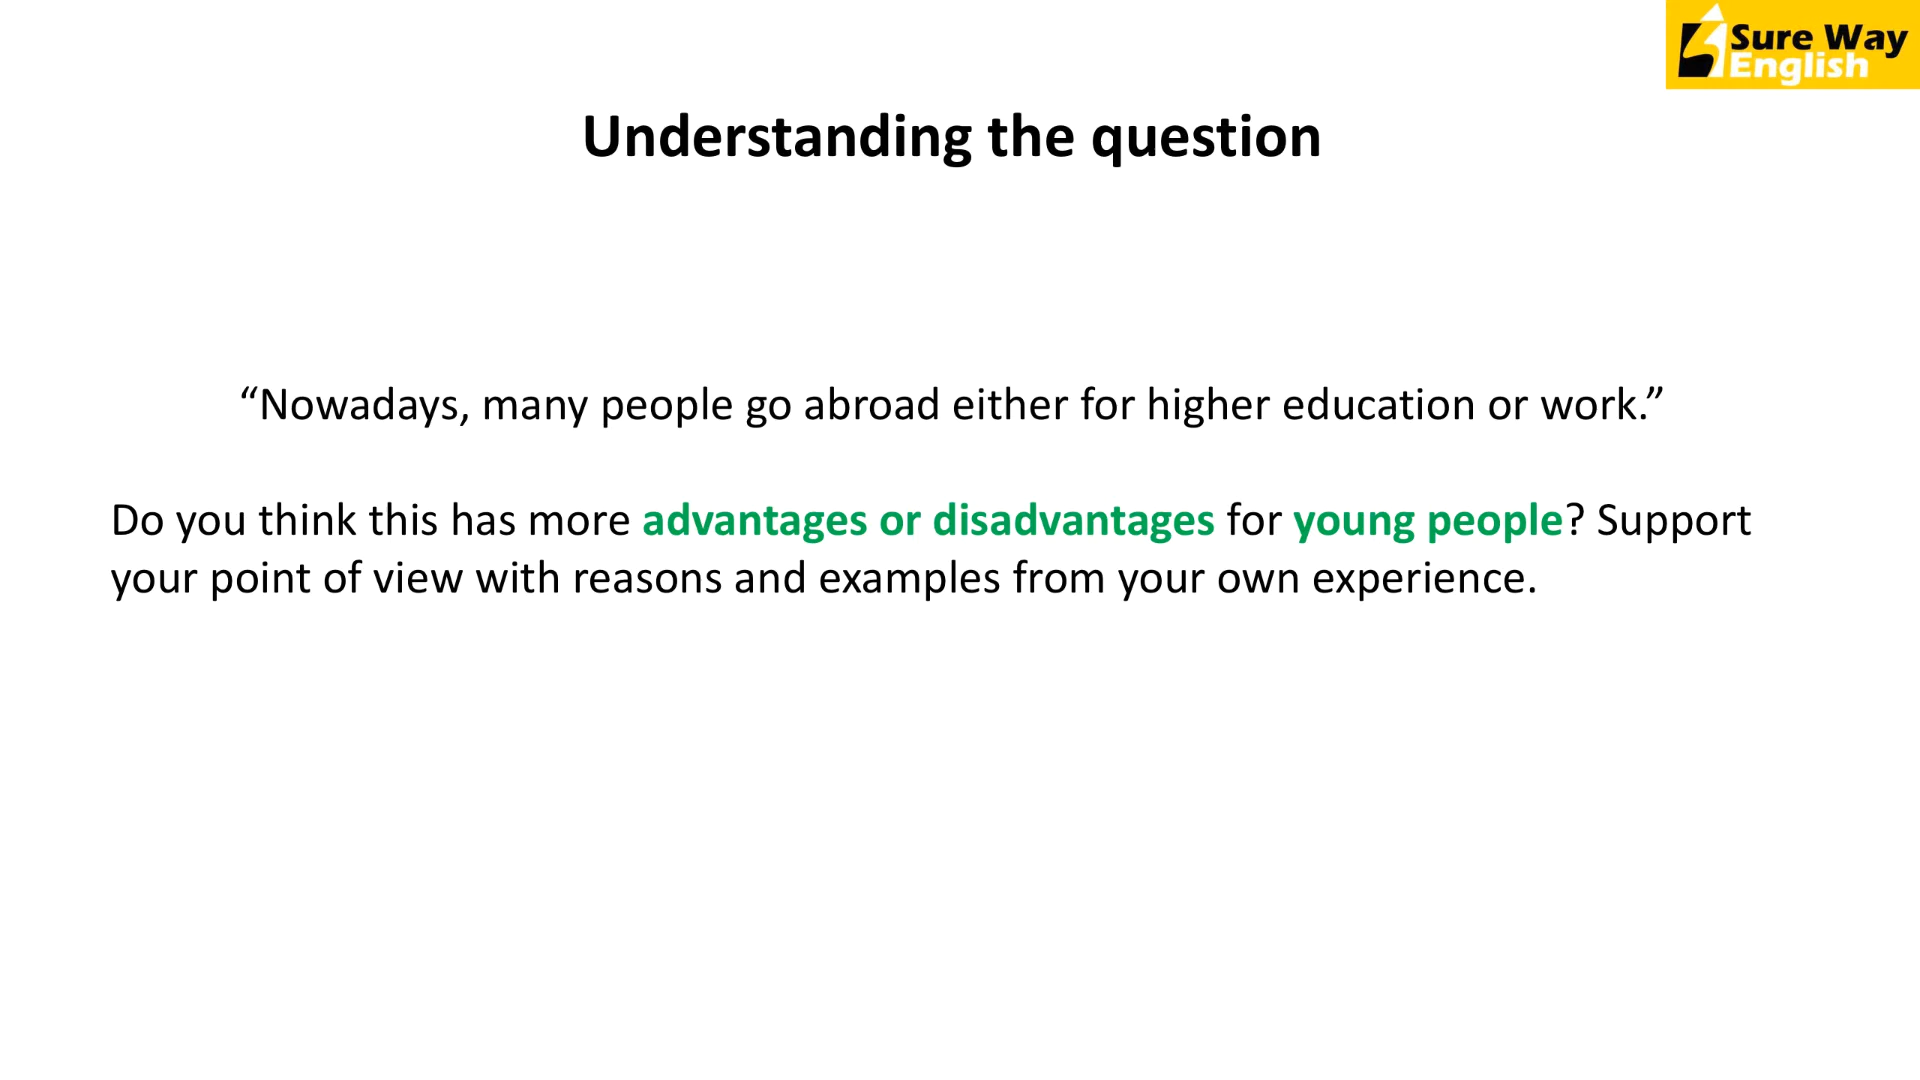 Sure Way
English
Understanding the question
“Nowadays, many people go abroad either for higher education or work.”
Do you think this has more advantages or disadvantages for young people? Support
your point of view with reasons and examples from your own experience.